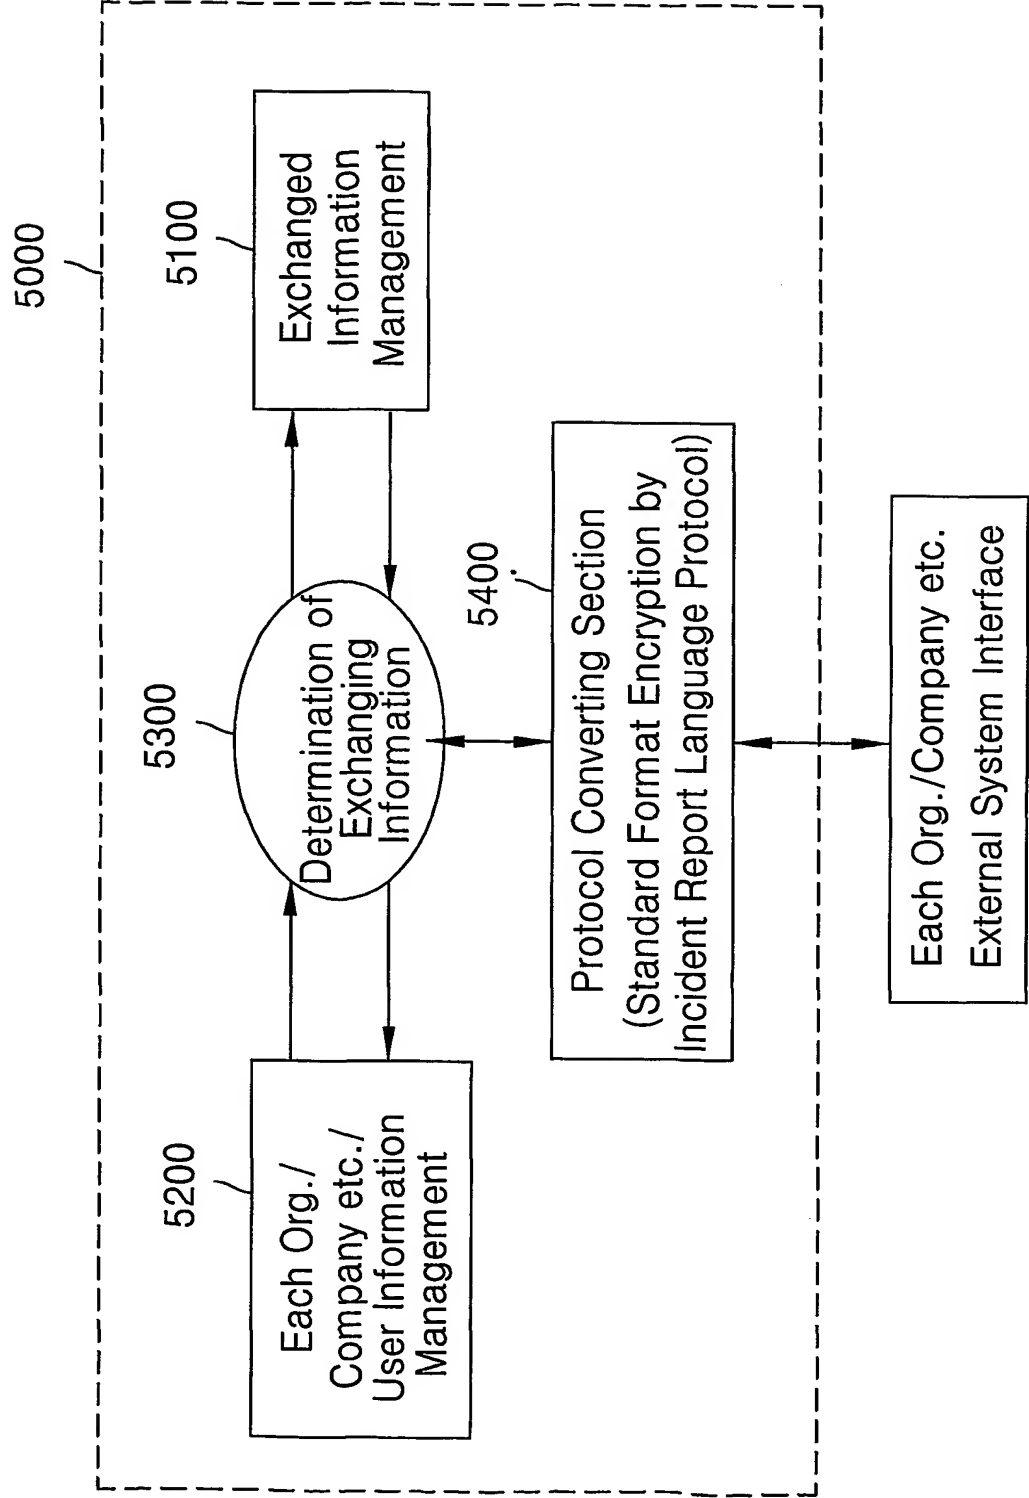 5000
5200
Each Org./
Company etc./
User Information
Management
5300
Determination of
Exchanging
Information
5100
Exchanged
Information
Management
5400
Protocol Converting Section
(Standard Format Encryption by
Incident Report Language Protocol)
Each Org./Company etc.
External System Interface